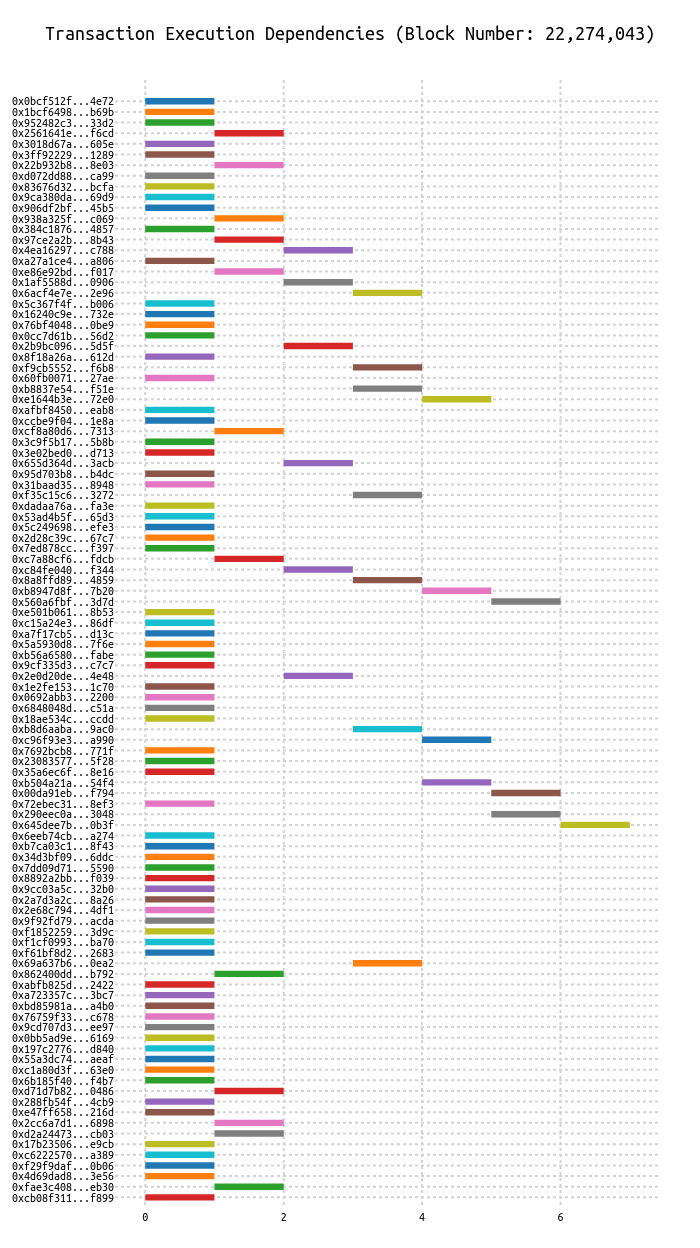 Transaction Execution Dependencies (Block Number: 22,274,043)
0x0bcf512f...4e72
0x1bcf6498...b69b
0x952482c3...33d2
0x2561641e...f6cd
0x3018d67a...605e
0x3ff92229...1289
0x22b932b8...8e03
0xd072dd88...ca99
0x83676d32...bcfa
0x9ca380da...69d9
0x906df2bf...45b5
0x938a325f...c069
0x384c1876...4857
0x97ce2a2b...8b43
0x4ea16297...c788
0xa27a1ce4...a806
0xe86e92bd...f017
0x1af5588d...0906
0x6acf4e7e...2e96
0x5c367f4f...b006
0x16240c9e...732e
0x76bf4048...0be9
0x0cc7d61b...56d2
0x2b9bc096...5d5f
0x8f18a26a...612d
0xf9cb5552...f6b8
0x60fb0071...27ae
0xb8837e54...f51e
0xe1644b3e...72e0
0xafbf8450...eab8
0xccbe9f04...1e8a
0xcf8a80d6...7313
0x3c9f5b17...5b8b
0x3e02bed0...d713
0x655d364d...3acb
0x95d703b8...b4dc
0x31baad35...8948
0xf35c15c6...3272
0xdadaa76a...fa3e
0x53ad4b5f...65d3
0x5c249698...efe3
0x2d28c39c...67c7
0x7ed878cc...f397
0xc7a88cf6...fdcb
0xc84fe040...f344
0x8a8ffd89...4859
0xb8947d8f...7b20
0x560a6fbf...3d7d
0xe501b061...8b53
0xc15a24e3...86df
0xa7f17cb5...d13c
0x5a5930d8...7f6e
0xb56a6580...fabe
0x9cf335d3...c7c7
0x2e0d20de...4e48
0x1e2fe153...1c70
0x0692abb3...2200
0x6848048d...c51a
0x18ae534c...ccdd
0xb8d6aaba...9ac0
0xc96f93e3...a990
0x7692bcb8...771f
0x23083577...5f28
0x35a6ec6f...8e16
0xb504a21a...54f4
0x00da91eb...f794
0x72ebec31...8ef3
0x290eec0a...3048
0x645dee7b...0b3f
0x6eeb74cb...a274
0xb7ca03c1...8f43
0x34d3bf09...6ddc
0x7dd09d71...5590
0x8892a2bb...f039
0x9cc03a5c...32b0
0x2a7d3a2c...8a26
0x2e68c794...4df1
0x9f92fd79...acda
0xf1852259...3d9c
0xf1cf0993...ba70
0xf61bf8d2...2683
0x69a637b6...0ea2
0x862400dd...b792
0xabfb825d...2422
0xa723357c...3bc7
0xbd85981a...a4b0
0x76759f33...c678
0x9cd707d3...ee97
0x0bb5ad9e...6169
0x197c2776...d840
0x55a3dc74...aeaf
0xc1a80d3f...63e0
0x6b185f40...f4b7
0xd71d7b82...0486
0x288fb54f...4cb9
0xe47ff658...216d
0x2cc6a7d1...6898
0xd2a24473...cb03
0x17b23506...e9cb
0xc6222570...a389
0xf29f9daf...0b06
0x4d69dad8...3e56
0xfae3c408...eb30
0xcb08f311...f899
0 2 4 6